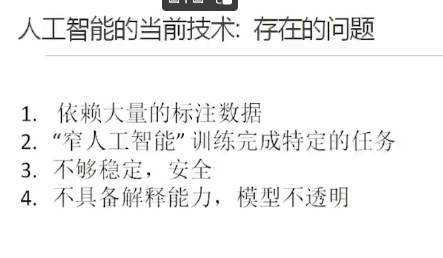 人工智能的当前技术: 存在的问题
1. 依赖大量的标注数据
2. “窄人工智能” 训练完成特定的任务
3. 不够稳定，安全
4. 不具备解释能力，模型不透明